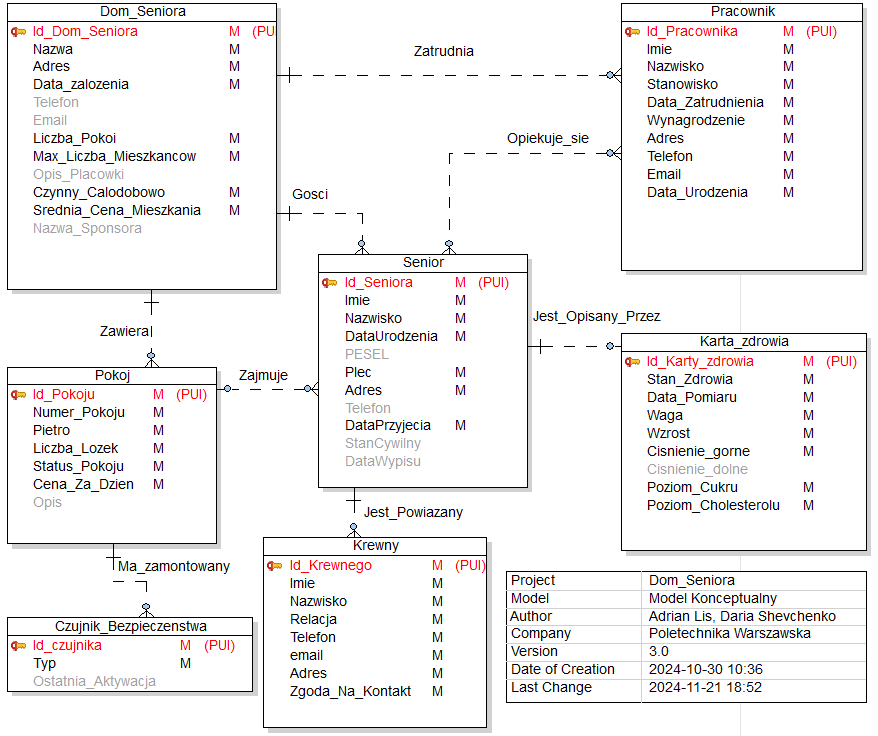 Dom_Seniora
Id_Dom_Seniora M (PUI
Nazwa M
Adres M
Data_zalozenia M
Telefon
Email
Liczba_Pokoi M
Max_Liczba_Mieszkancow M
Opis_Placowki
Czynny_Calodobowo M
Srednia_Cena_Mieszkania M
Nazwa_Sponsora
Zatrudnia
Pracownik
Id_Pracownika M (PUI)
Imie M
Nazwisko M
Stanowisko M
Data_Zatrudnienia M
Wynagrodzenie M
Adres M
Telefon M
Email M
Data_Urodzenia M
Opiekuje_sie
Gosci
Senior
Id_Seniora M (PUI)
Imie M
Nazwisko M
DataUrodzenia M
PESEL
Plec M
Adres M
Telefon
DataPrzyjecia M
StanCywilny
DataWypisu
Jest_Opisany_Przez
Karta_zdrowia
Id_Karty_zdrowia M (PUI)
Stan_Zdrowia M
Data_Pomiaru M
Waga M
Wzrost M
Cisnienie_gorne M
Cisnienie_dolne
Poziom_Cukru M
Poziom_Cholesterolu M
Zawiera
Pokoj
Id_Pokoju M (PUI)
Numer_Pokoju M
Pietro M
Liczba_Lozek M
Status_Pokoju M
Cena_Za_Dzien M
Opis
Zajmuje
Jest_Powiazany
Krewny
Id_Krewnego M (PUI)
Imie M
Nazwisko M
Relacja M
Telefon M
email M
Adres M
Zgoda_Na_Kontakt M
Ma_zamontowany
Czujnik_Bezpieczenstwa
Id_czujnika M (PUI)
Typ M
Ostatnia_Aktywacja
Project Dom_Seniora
Model Model Konceptualny
Author Adrian Lis, Daria Shevchenko
Company Poletechnika Warszawska
Version 3.0
Date of Creation 2024-10-30 10:36
Last Change 2024-11-21 18:52